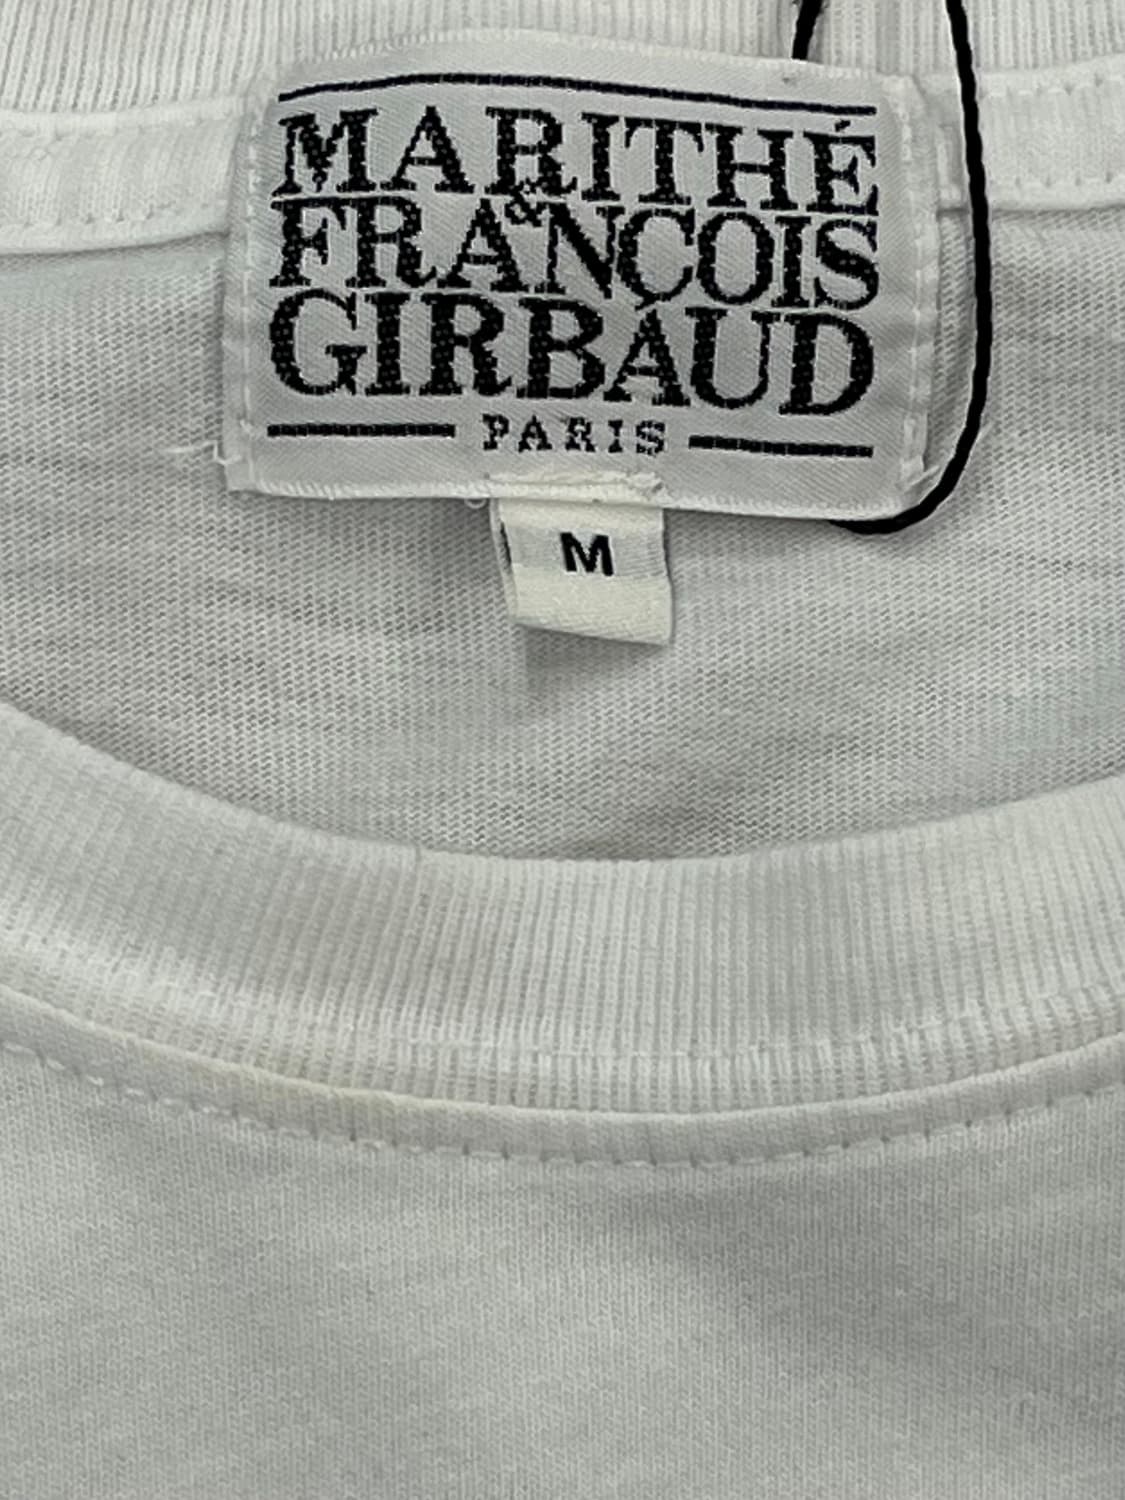 MARITHÉ
&
FRANÇOIS
GIRBAUD
PARIS
M